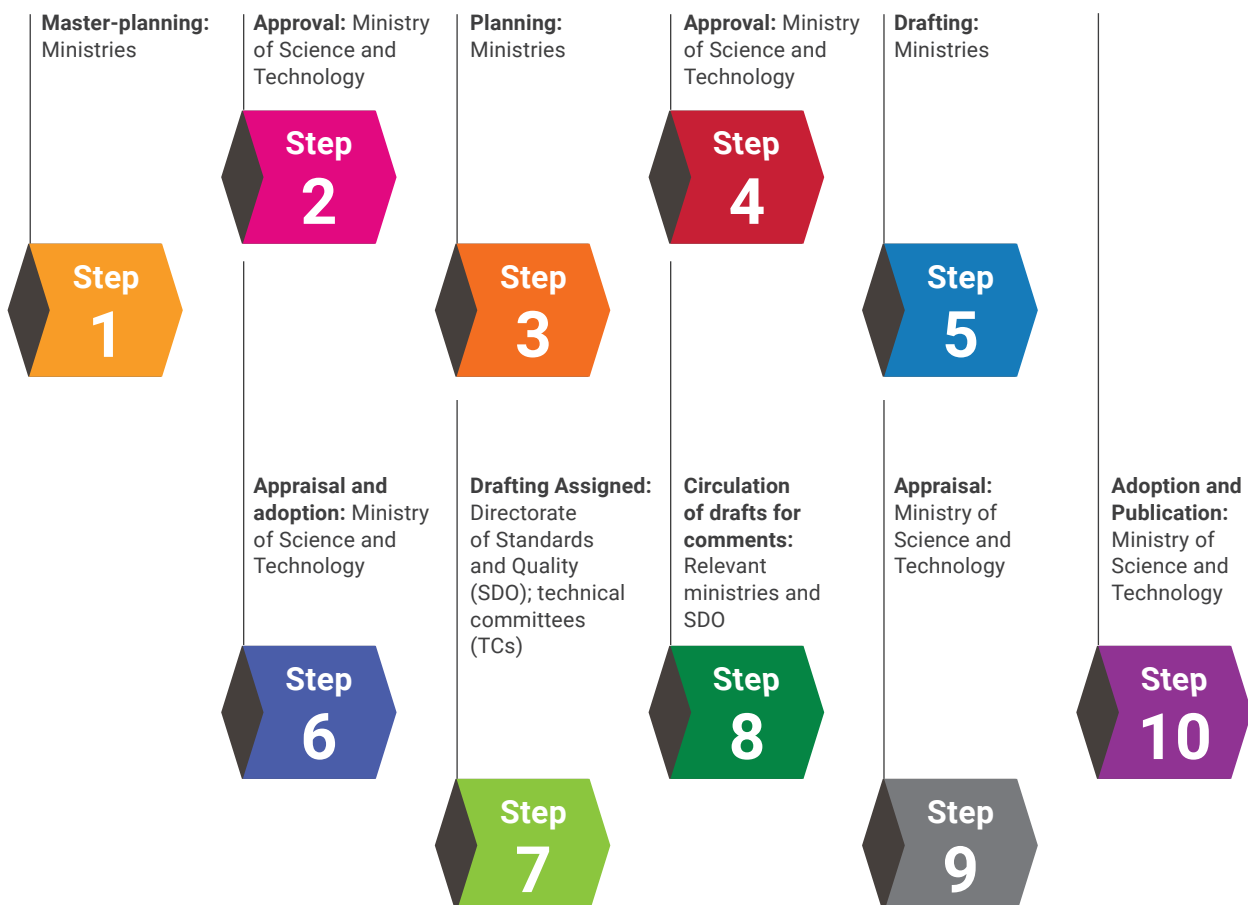 Master-planning:
Ministries
Approval: Ministry
of Science and
Technology
Planning:
Ministries
Approval: Ministry
of Science and
Technology
Drafting:
Ministries
Step
2
Step
4
Step
1
Step
3
Step
5
Appraisal and
adoption: Ministry
of Science and
Technology
Drafting Assigned:
Directorate
of Standards
and Quality
(SDO); technical
committees
(TCs)
Circulation
of drafts for
comments:
Relevant
ministries and
SDO
Appraisal:
Ministry of
Science and
Technology
Adoption and
Publication:
Ministry of
Science and
Technology
Step
6
Step
8
Step
10
Step
7
Step
9